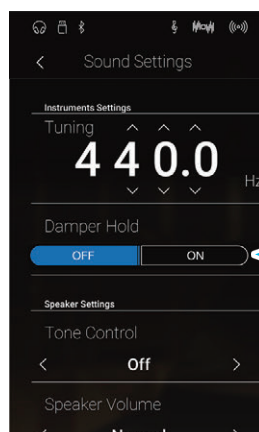 Sound Settings
Instruments Settings
Tuning
440.0
Hz
Damper Hold
OFF ON
Speaker Settings
Tone Control
Off
Speaker Volume